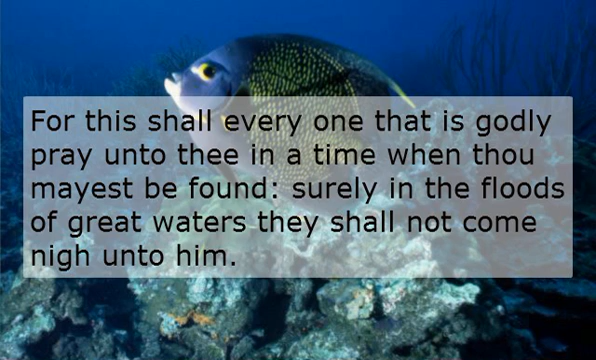 For this shall every one that is godly
pray unto thee in a time when thou
mayest be found: surely in the floods
of great waters they shall not come
nigh unto him.